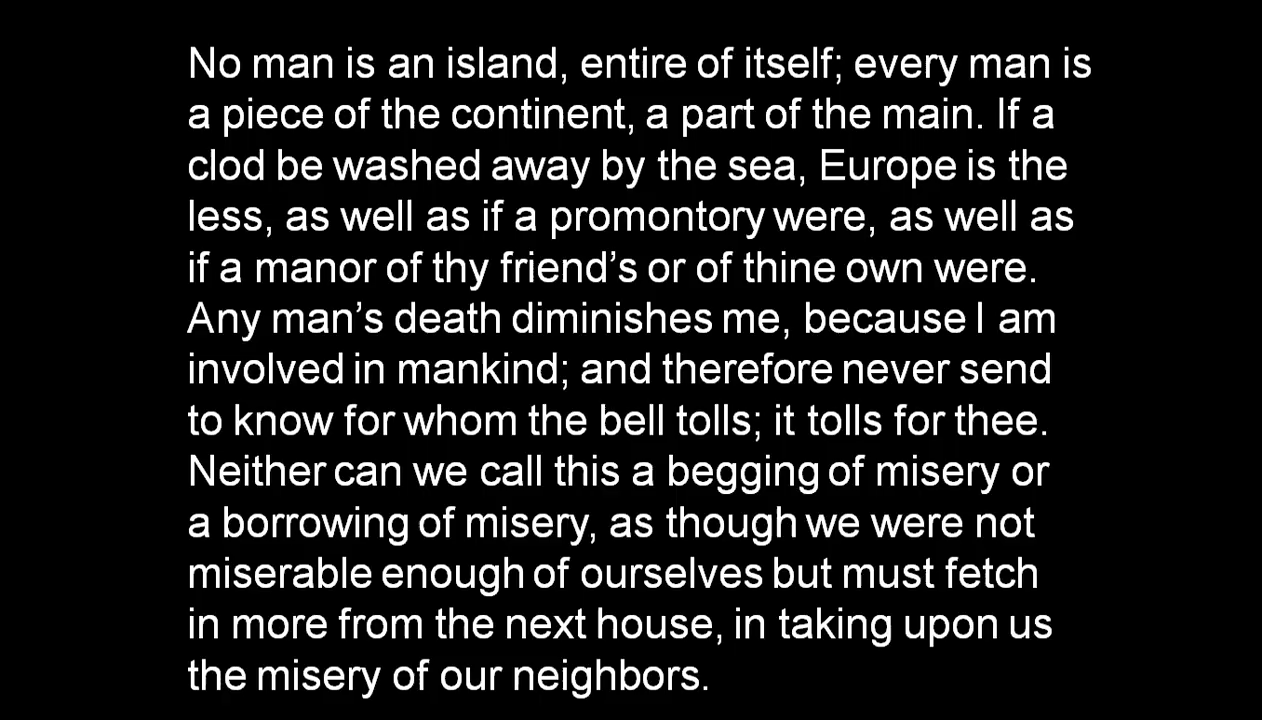 No man is an island, entire of itself; every man is
a piece of the continent, a part of the main. If a
clod be washed away by the sea, Europe is the
less, as well as if a promontory were, as well as
if a manor of thy friend’s or of thine own were.
Any man’s death diminishes me, because I am
involved in mankind; and therefore never send
to know for whom the bell tolls; it tolls for thee.
Neither can we call this a begging of misery or
a borrowing of misery, as though we were not
miserable enough of ourselves but must fetch
in more from the next house, in taking upon us
the misery of our neighbors.